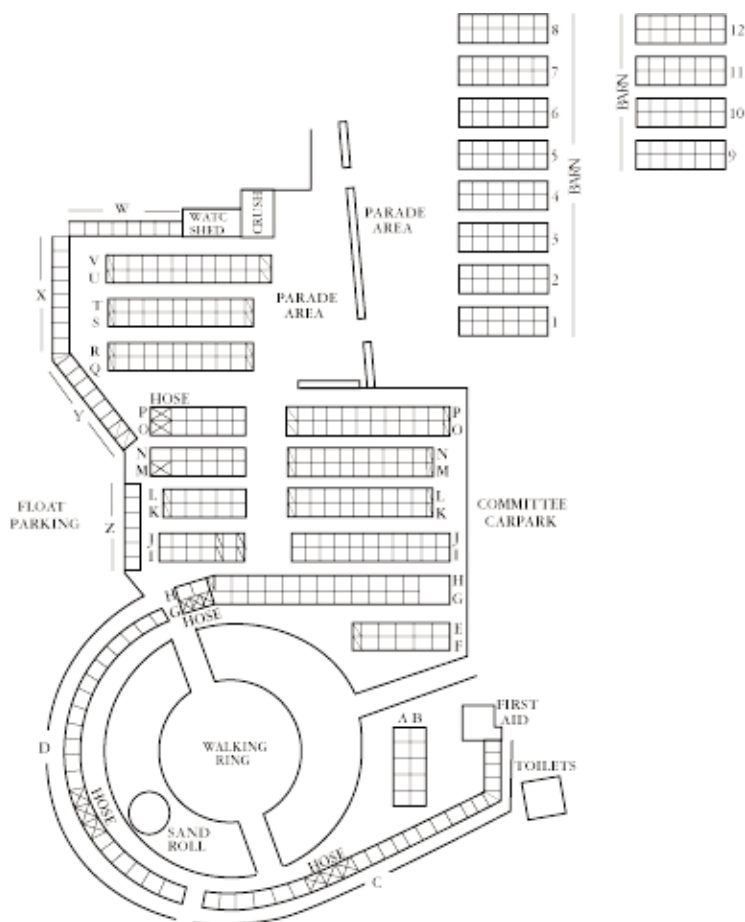 8
7
6
5
4
3
2
1
BARN
12
11
10
9
BARN
W
WATC
SHED
CRUSH
PARADE
AREA
V
U
X
T
S
PARADE
AREA
R
Q
Y
HOSE
P
O
P
O
N
M
N
M
FLOAT
PARKING
Z
L
K
L
K
COMMITTEE
CARPARK
J
I
J
I
H
G
HOSE
H
G
E
F
A B
FIRST
AID
D
WALKING
RING
TOILETS
HOSE
SAND
ROLL
HOSE
C